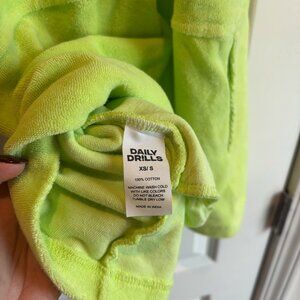 DAILY
DRILLS
XS/ S
100% COTTON
MACHINE WASH COLD
WITH LIKE COLORS
DO NOT BLEACH
TUMBLE DRY LOW
MADE IN INDIA